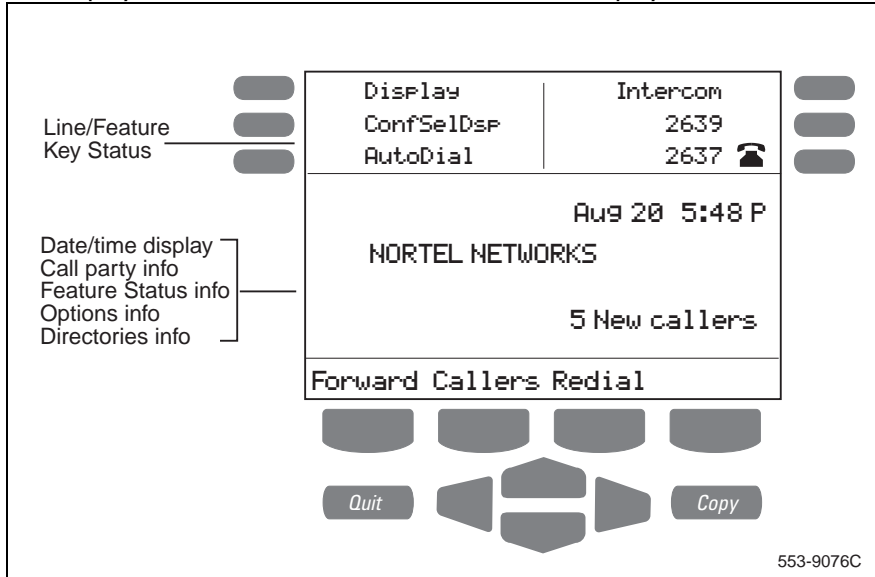 Display Intercom
Line/Feature ConfSelDsp 2639
Key Status AutoDial 2637
Aug 20 5:48 P
Date/time display
Call party info NORTEL NETWORKS
Feature Status info
Options info 5 New callers
Directories info
Forward Callers Redial
Quit Copy
553-9076C